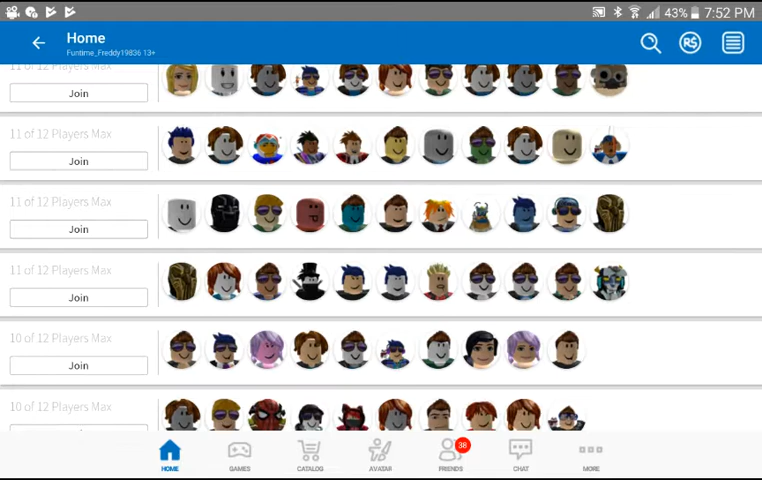 43% 7:52 PM
Home
Funtime_Freddy19836 13+
R$
11 of 12 Players Max
Join
11 of 12 Players Max
Join
11 of 12 Players Max
Join
11 of 12 Players Max
Join
10 of 12 Players Max
Join
10 of 12 Players Max
38
HOME
GAMES
CATALOG
AVATAR
FRIENDS
CHAT
MORE